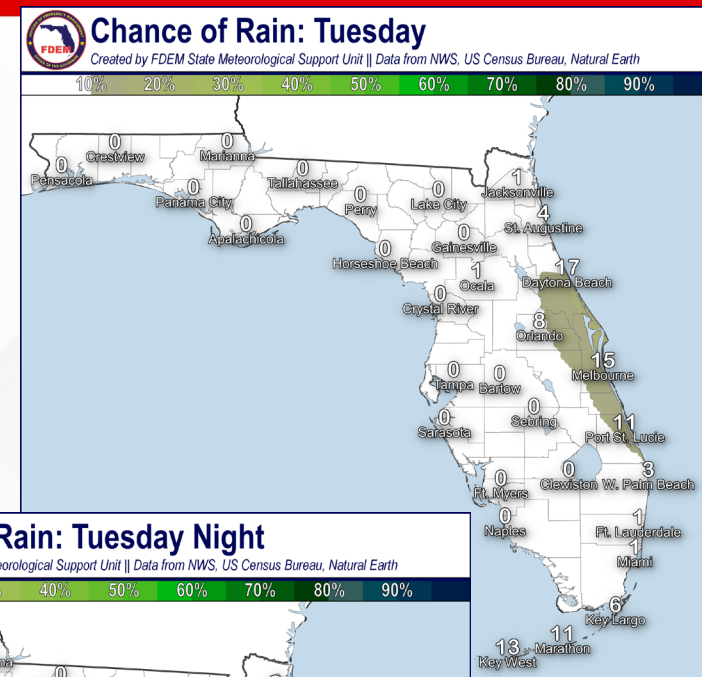 Chance of Rain: Tuesday
FDEM
Created by FDEM State Meteorological Support Unit || Data from NWS, US Census Bureau, Natural Earth
10% 20% 30% 40% 50% 60% 70% 80% 90%
0
Crestview
0
Marianna
0
Pensacola
0
Tallahassee
1
Jacksonville
0
Panama City
0
Perry
0
Lake City
4
St. Augustine
0
Apalachicola
0
Gainesville
0
Horseshoe Beach
17
Daytona Beach
1
Ocala
0
Crystal River
8
Orlando
15
Melbourne
0
Tampa
0
Bartow
0
Sebring
0
Sarasota
11
Port St. Lucie
0
Clewiston
3
W. Palm Beach
0
Ft. Myers
0
Naples
1
Ft. Lauderdale
1
Miami
6
Key Largo
11
Marathon
13
Key West
Rain: Tuesday Night
orological Support Unit || Data from NWS, US Census Bureau, Natural Earth
40% 50% 60% 70% 80% 90%
na
0